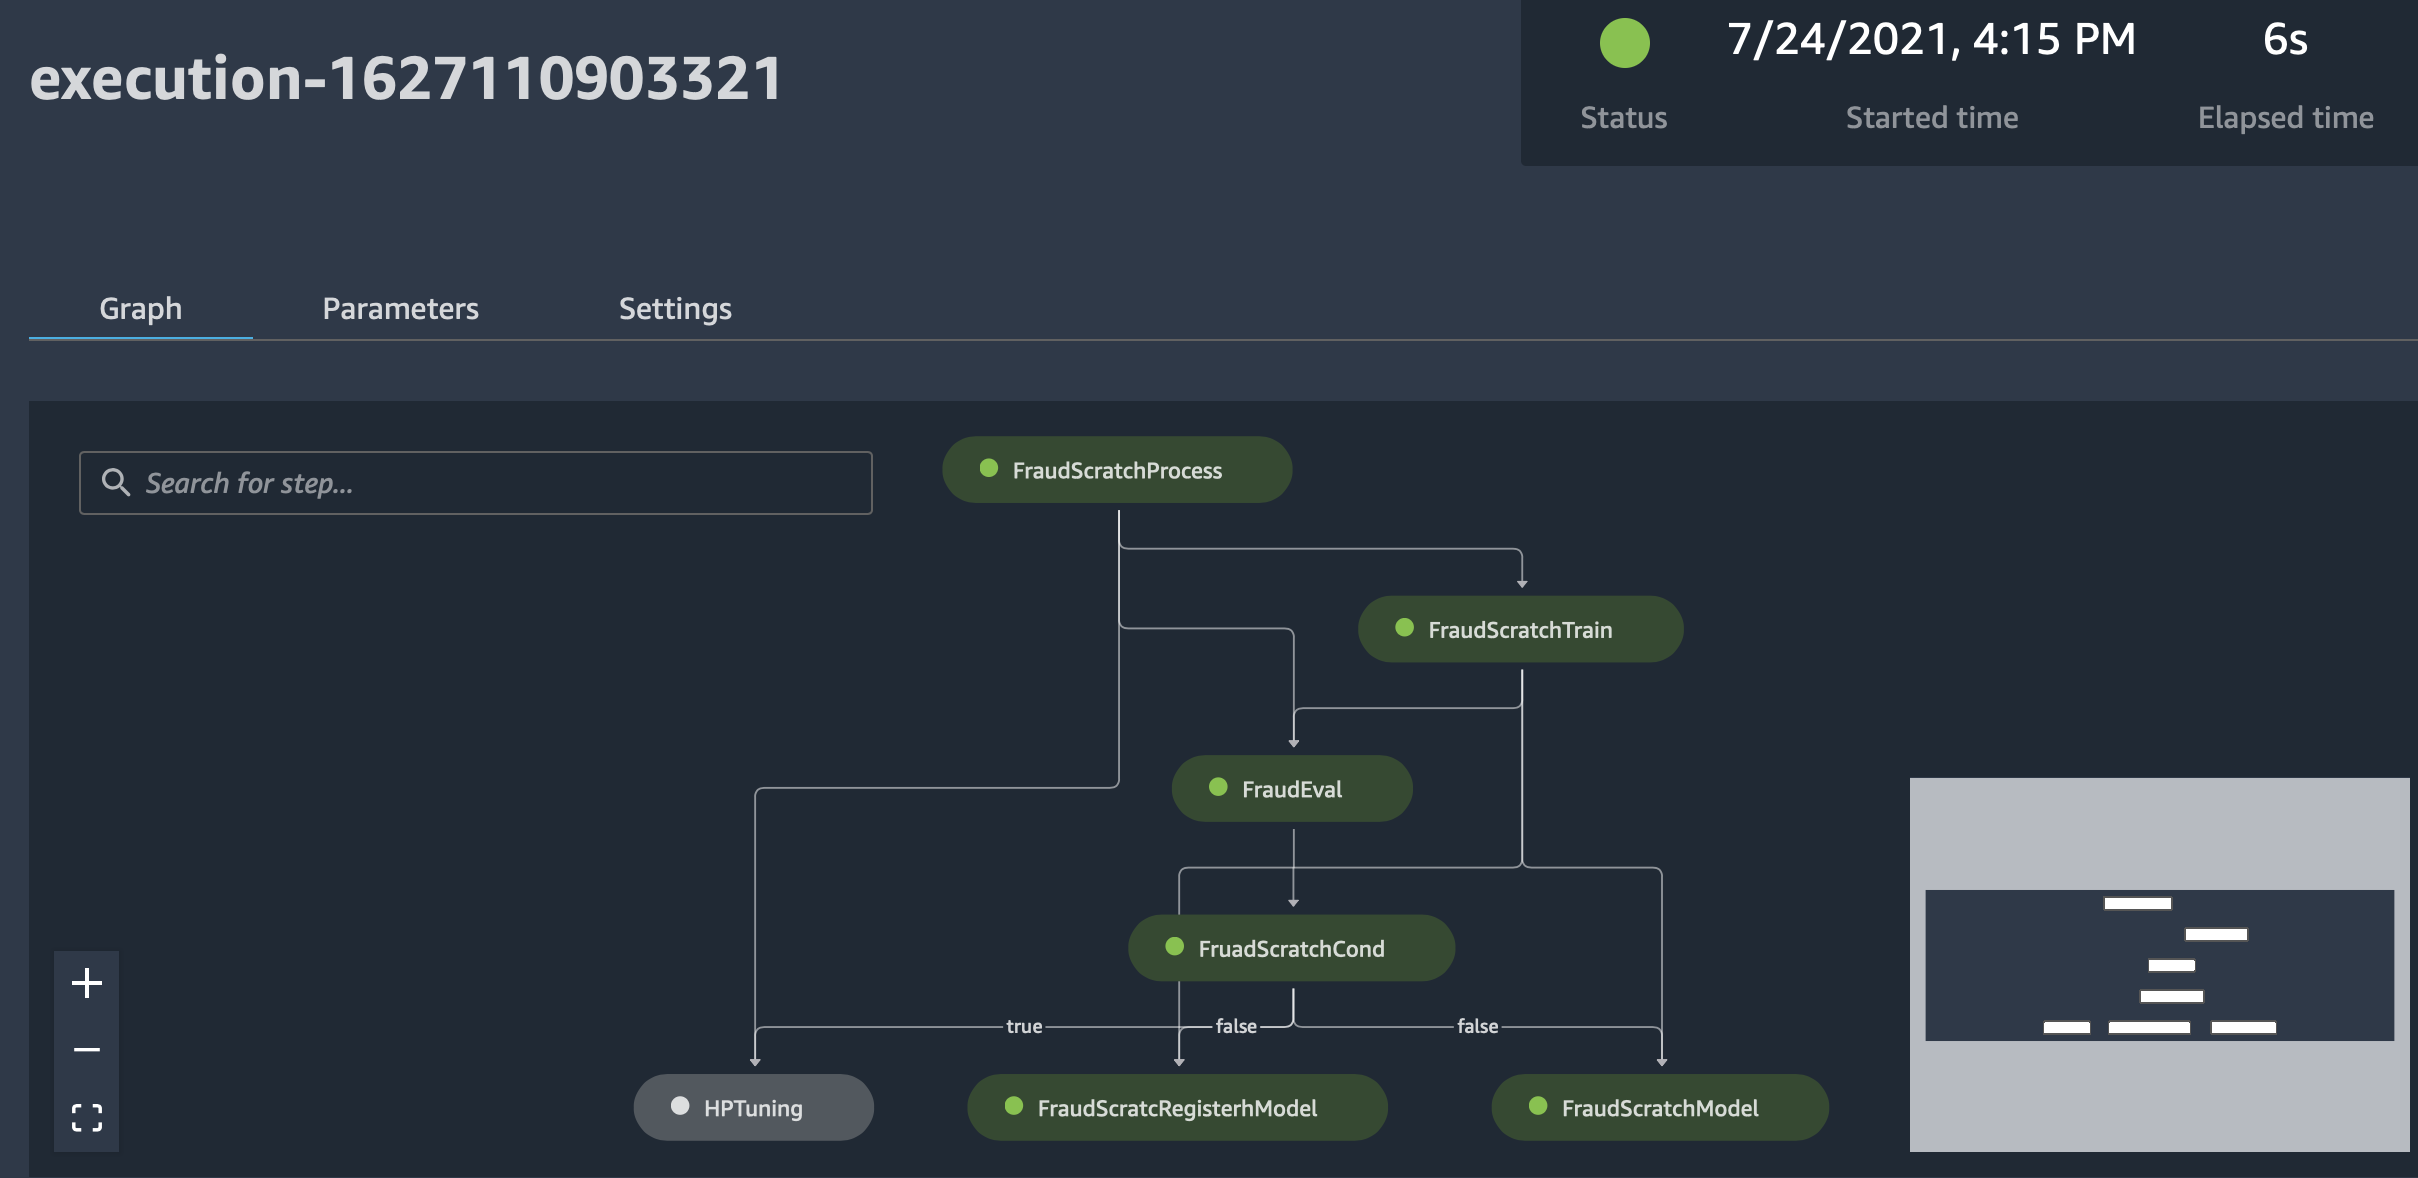 execution-1627110903321
7/24/2021, 4:15 PM
6s
Status
Started time
Elapsed time
Graph
Parameters
Settings
Search for step...
FraudScratchProcess
FraudScratchTrain
FraudEval
FruadScratchCond
true
false
false
HPTuning
FraudScratcRegisterhModel
FraudScratchModel